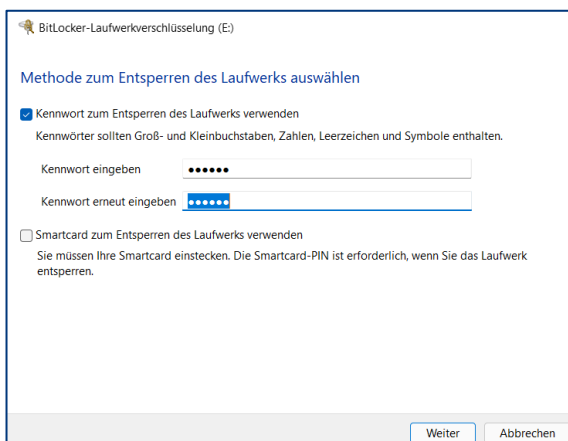 BitLocker-Laufwerkverschlüsselung (E:)
Methode zum Entsperren des Laufwerks auswählen
Kennwort zum Entsperren des Laufwerks verwenden
Kennwörter sollten Groß- und Kleinbuchstaben, Zahlen, Leerzeichen und Symbole enthalten.
Kennwort eingeben ●●●●●●
Kennwort erneut eingeben ●●●●●●
Smartcard zum Entsperren des Laufwerks verwenden
Sie müssen Ihre Smartcard einstecken. Die Smartcard-PIN ist erforderlich, wenn Sie das Laufwerk
entsperren.
Weiter Abbrechen